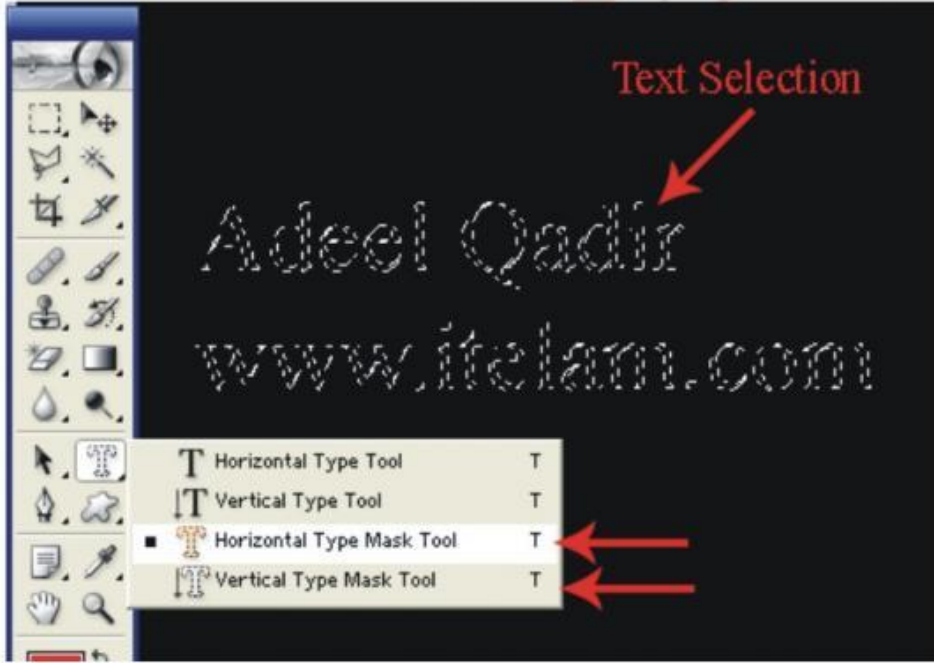 Text Selection
Adeel Qadir
www.itelam.com
Horizontal Type Tool T
Vertical Type Tool T
Horizontal Type Mask Tool T
Vertical Type Mask Tool T